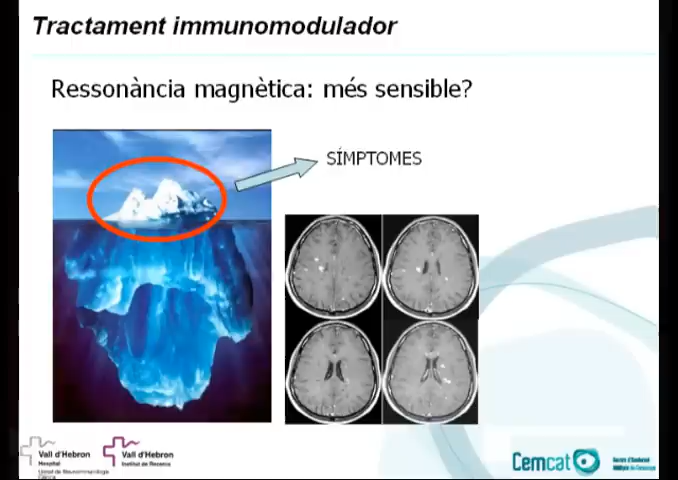 Tractament immunomodulador
Ressonància magnètica: més sensible?
SÍMPTOMES
Vall d'Hebron
Hospital
Vall d'Hebron
Institut de Recerca
Cemcat